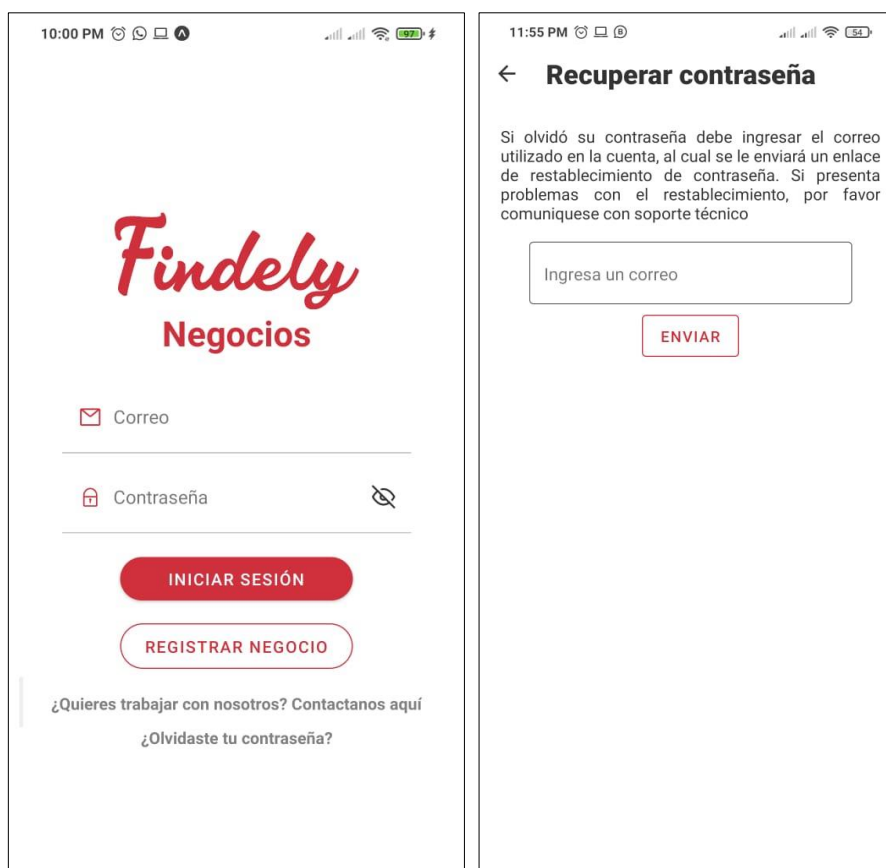 10:00 PM
97
Findely
Negocios
Correo
Contraseña
INICIAR SESIÓN
REGISTRAR NEGOCIO
¿Quieres trabajar con nosotros? Contactanos aquí
¿Olvidaste tu contraseña?
11:55 PM
B
54
Recuperar contraseña
Si olvidó su contraseña debe ingresar el correo
utilizado en la cuenta, al cual se le enviará un enlace
de restablecimiento de contraseña. Si presenta
problemas con el restablecimiento, por favor
comuniquese con soporte técnico
Ingresa un correo
ENVIAR